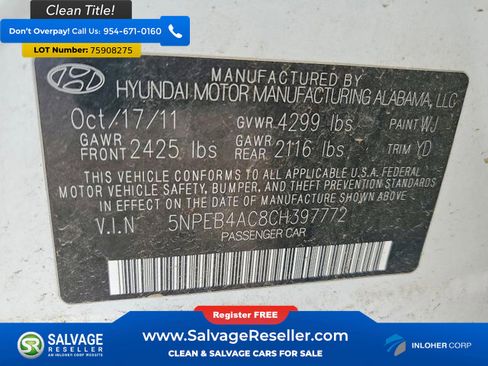 Clean Title!
Don't Overpay! Call Us: 954-671-0160
LOT Number: 75908275
MANUFACTURED BY
HYUNDAI MOTOR MANUFACTURING ALABAMA, LLC
Oct/17/11 GVWR 4299 lbs PAINT WJ
GAWR FRONT 2425 lbs GAWR REAR 2116 lbs TRIM YD
THIS VEHICLE CONFORMS TO ALL APPLICABLE U.S.A FEDERAL
MOTOR VEHICLE SAFETY, BUMPER, AND THEFT PREVENTION
STANDARDS IN EFFECT ON THE DATE OF MANUFACTURE SHOWN ABOVE
V.I.N 5NPEB4AC8CH397772
PASSENGER CAR
Register FREE!
SALVAGE
RESELLER
AN INLOHER CORP WEBSITE
www.SalvageReseller.com
CLEAN & SALVAGE CARS FOR SALE
INLOHER CORP